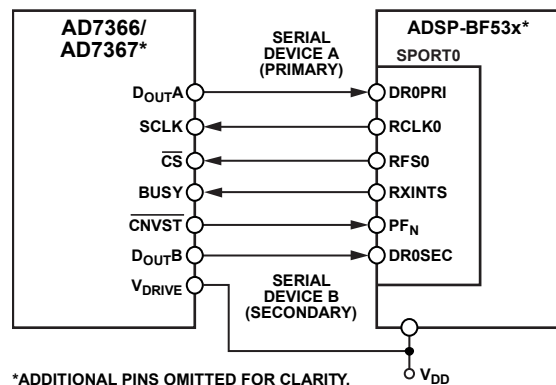 AD7366/
AD7367*
SERIAL
DEVICE A
(PRIMARY)
ADSP-BF53x*
SPORT0
DOUTA
DR0PRI
SCLK
RCLK0
CS
RFS0
BUSY
RXINTS
CNVST
PFN
DOUTB
DR0SEC
VDRIVE
SERIAL
DEVICE B
(SECONDARY)
VDD
*ADDITIONAL PINS OMITTED FOR CLARITY.